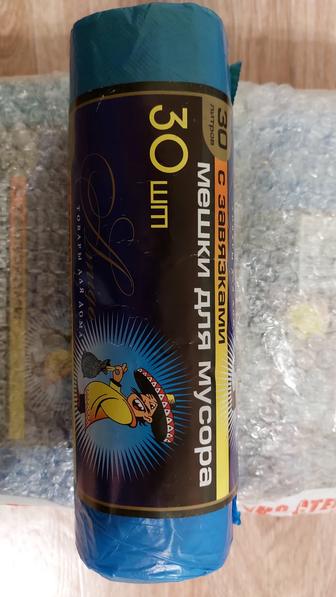 30
литров
с завязками
мешки для мусора
30 шт
ТОВАРЫ ДЛЯ ДОМА